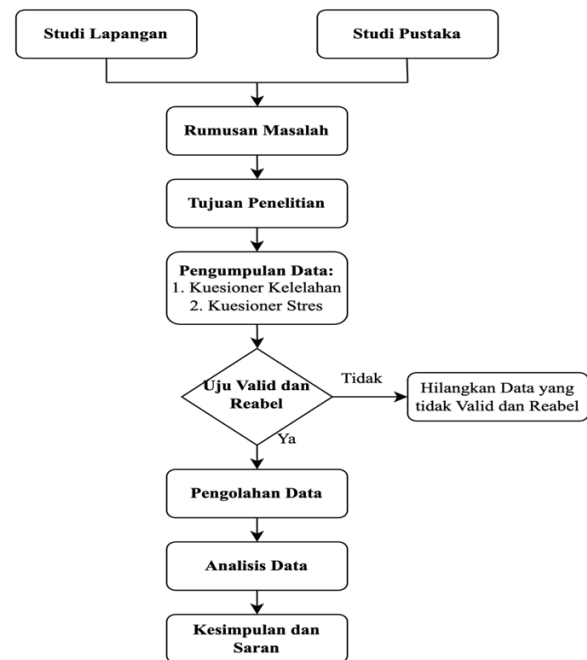 Studi Lapangan
Studi Pustaka
Rumusan Masalah
Tujuan Penelitian
Pengumpulan Data:
1. Kuesioner Kelelahan
2. Kuesioner Stres
Uju Valid dan
Reabel
Tidak
Hilangkan Data yang
tidak Valid dan Reabel
Ya
Pengolahan Data
Analisis Data
Kesimpulan dan
Saran